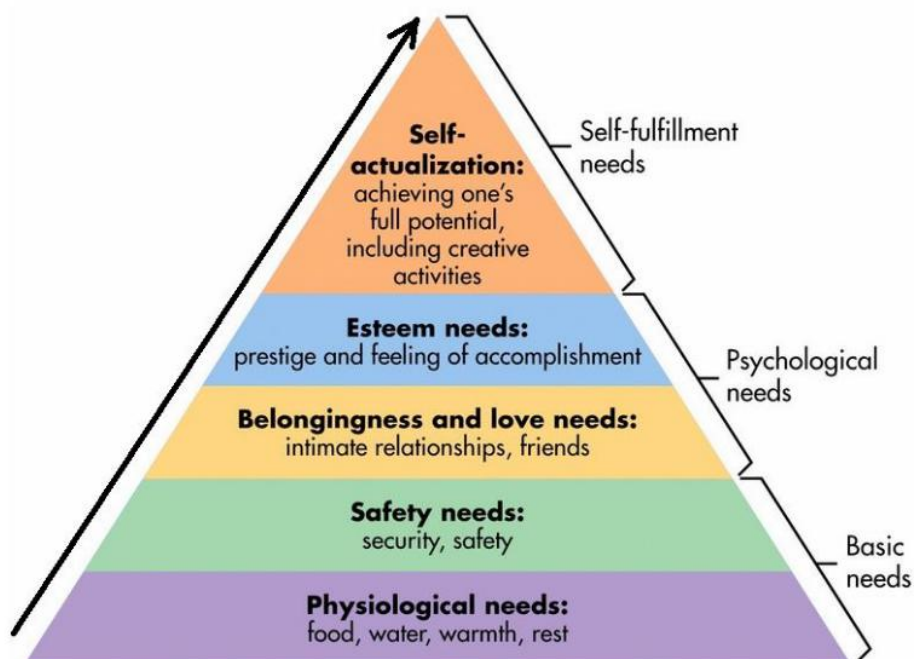 Self-
actualization:
achieving one's
full potential,
including creative
activities
Self-fulfillment
needs
Esteem needs:
prestige and feeling of accomplishment
Psychological
needs
Belongingness and love needs:
intimate relationships, friends
Safety needs:
security, safety
Basic
needs
Physiological needs:
food, water, warmth, rest